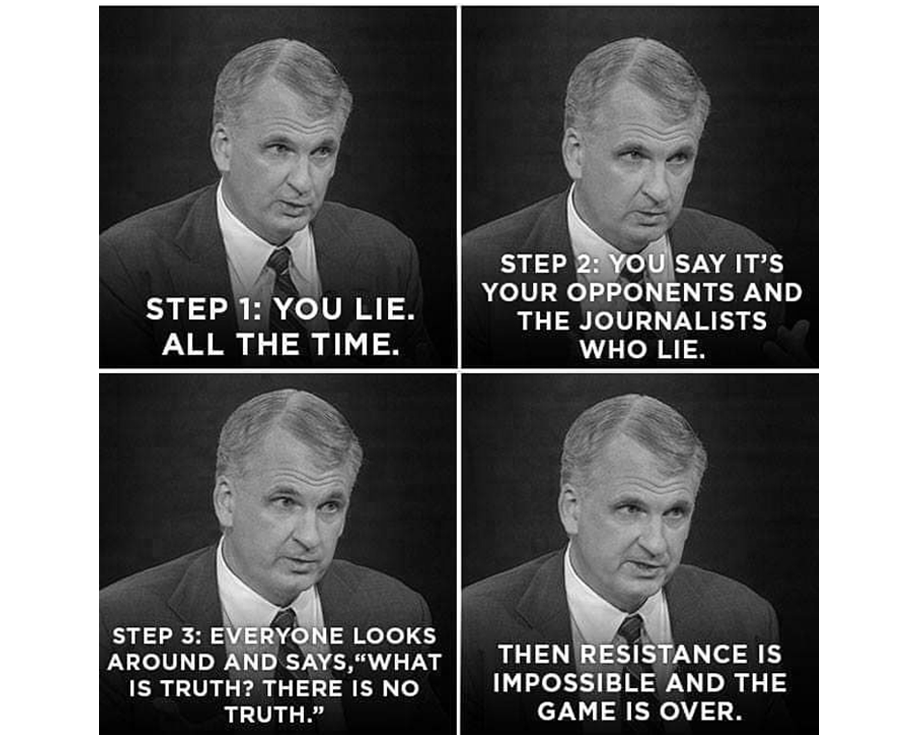 STEP 1: YOU LIE.
ALL THE TIME.
STEP 2: YOU SAY IT'S
YOUR OPPONENTS AND
THE JOURNALISTS
WHO LIE.
STEP 3: EVERYONE LOOKS
AROUND AND SAYS,“WHAT
IS TRUTH? THERE IS NO
TRUTH.”
THEN RESISTANCE IS
IMPOSSIBLE AND THE
GAME IS OVER.